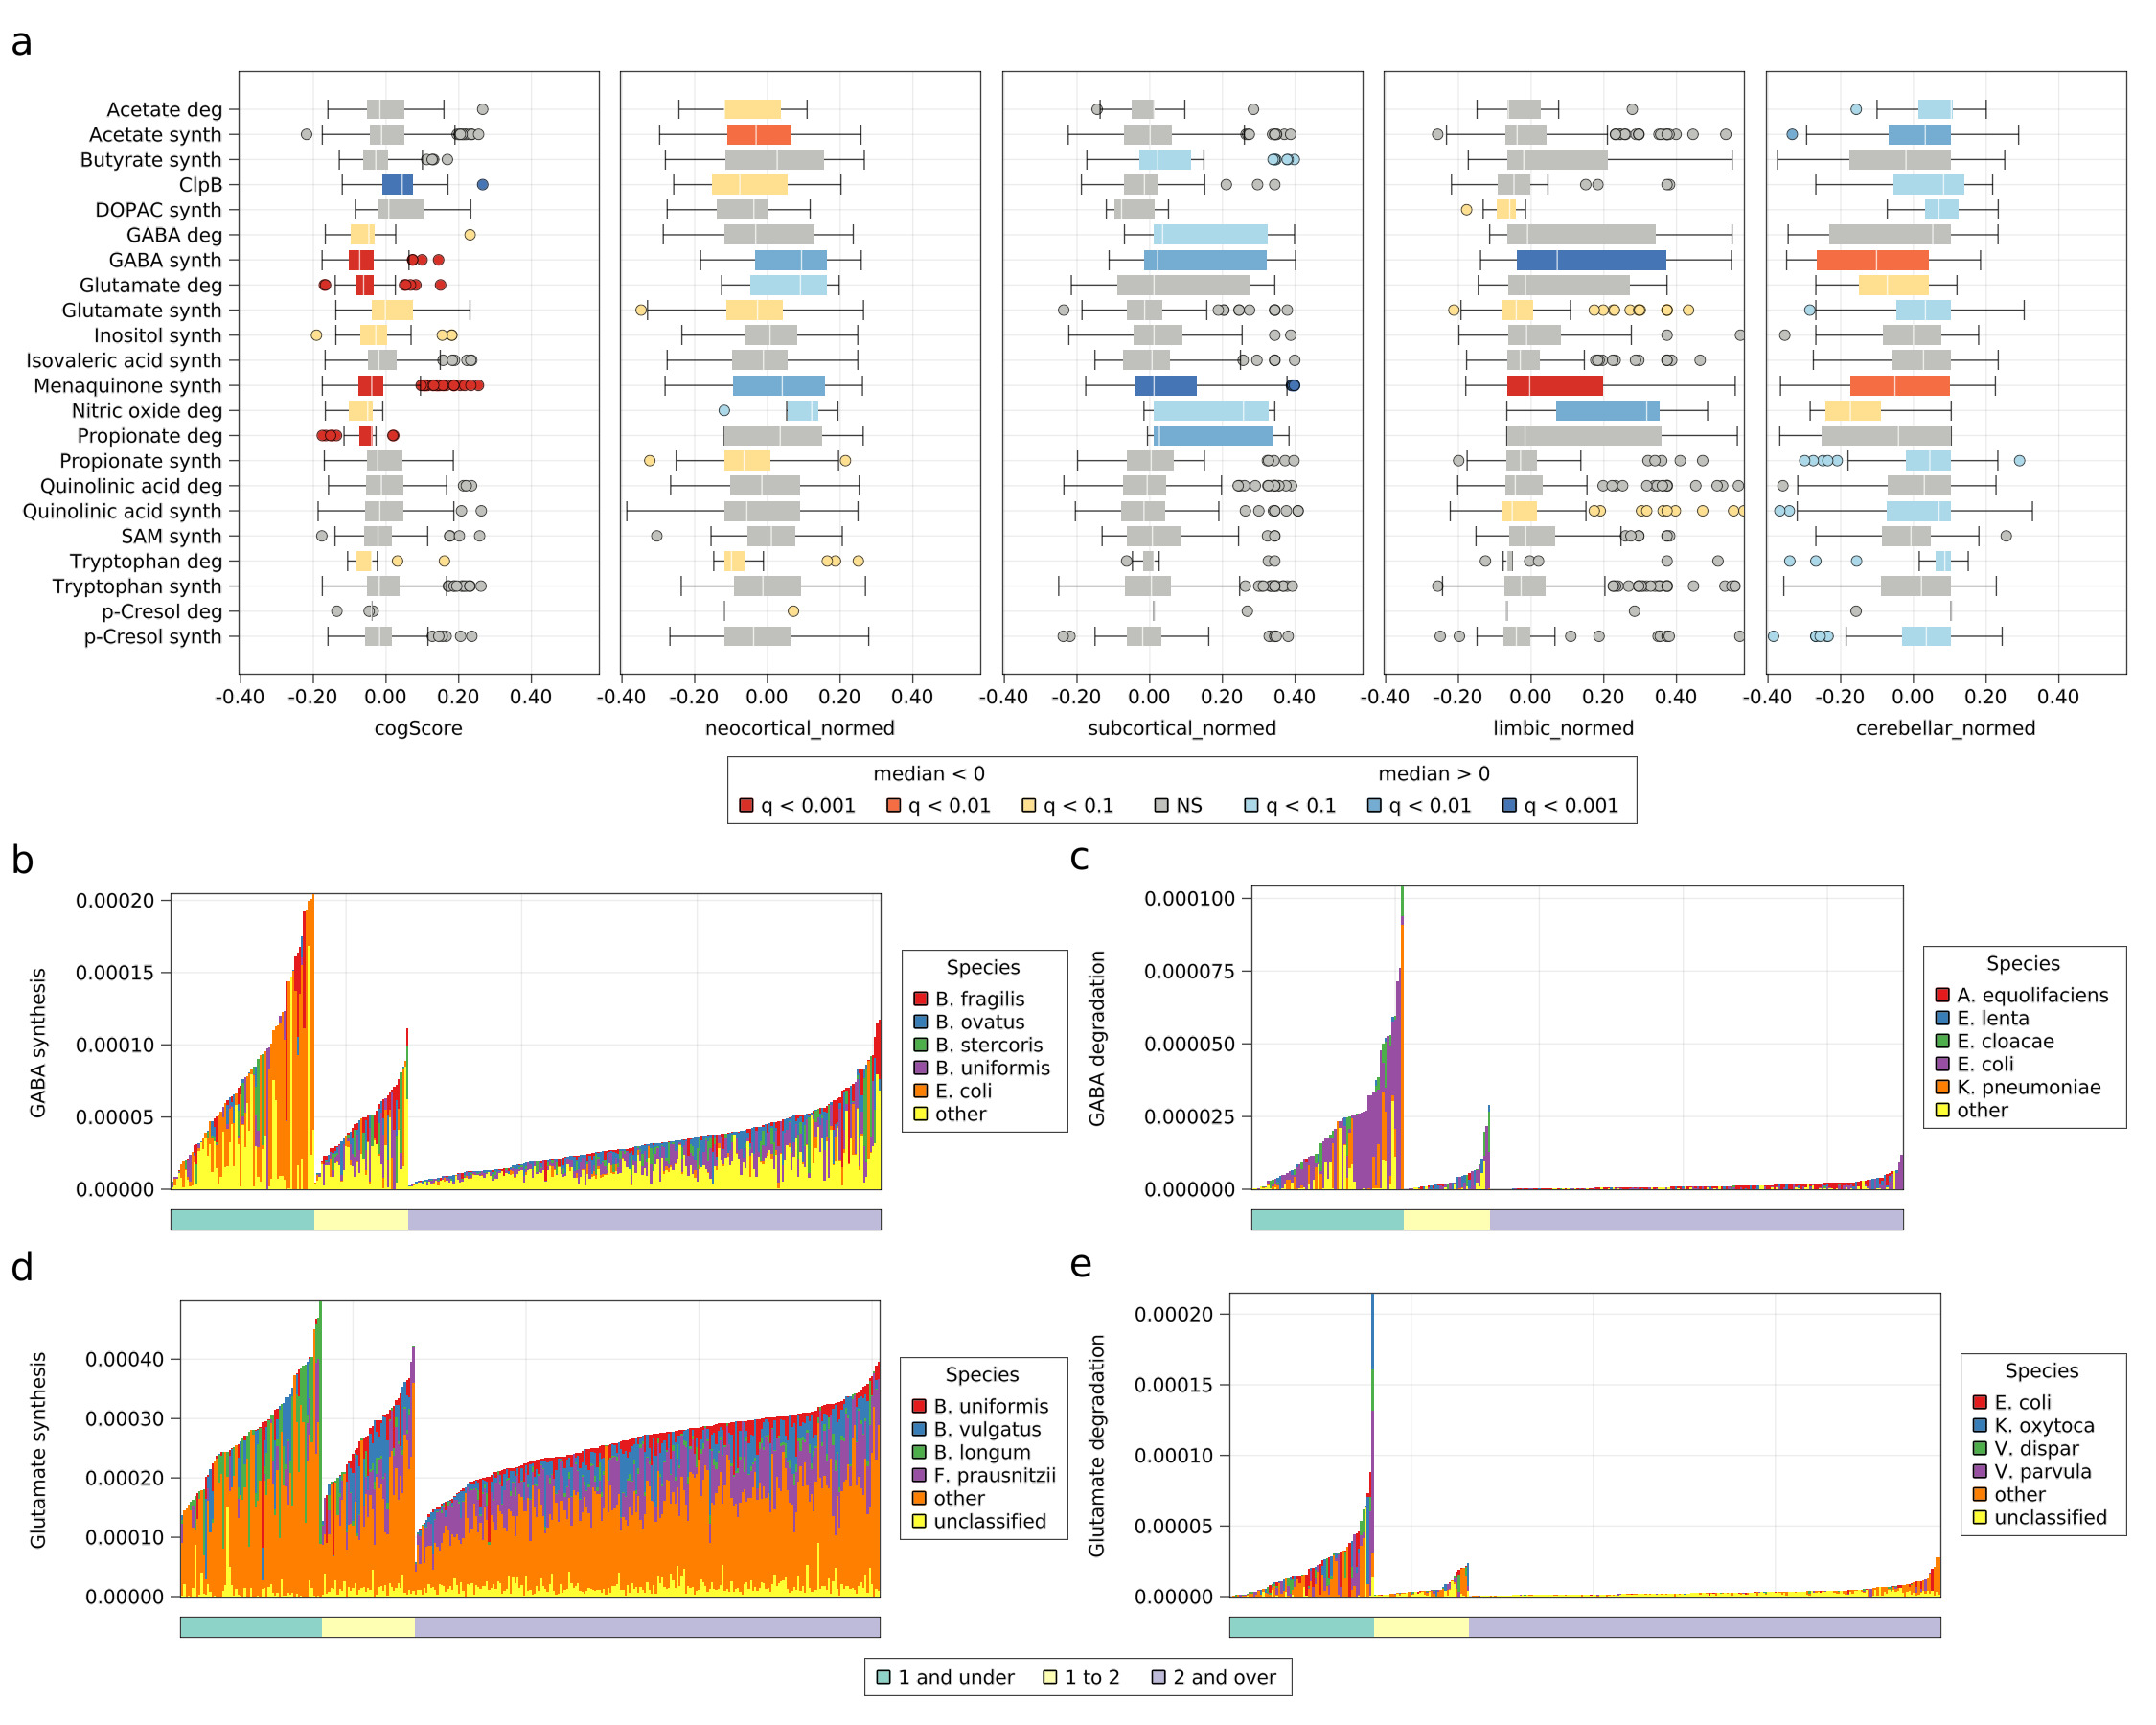 a
Acetate deg
Acetate synth
Butyrate synth
ClpB
DOPAC synth
GABA deg
GABA synth
Glutamate deg
Glutamate synth
Inositol synth
Isovaleric acid synth
Menaquinone synth
Nitric oxide deg
Propionate deg
Propionate synth
Quinolinic acid deg
Quinolinic acid synth
SAM synth
Tryptophan deg
Tryptophan synth
p-Cresol deg
p-Cresol synth
-0.40 -0.20 0.00 0.20 0.40 -0.40 -0.20 0.00 0.20 0.40 -0.40 -0.20 0.00 0.20 0.40 -0.40 -0.20 0.00 0.20 0.40 -0.40 -0.20 0.00 0.20 0.40
cogScore neocortical_normed subcortical_normed limbic_normed cerebellar_normed
median < 0 median > 0
q < 0.001 q < 0.01 q < 0.1 NS q < 0.1 q < 0.01 q < 0.001
b
GABA synthesis
0.00020
0.00015
0.00010
0.00005
0.00000
Species
B. fragilis
B. ovatus
B. stercoris
B. uniformis
E. coli
other
c
GABA degradation
0.000100
0.000075
0.000050
0.000025
0.000000
Species
A. equolifaciens
E. lenta
E. cloacae
E. coli
K. pneumoniae
other
d
Glutamate synthesis
0.00040
0.00030
0.00020
0.00010
0.00000
Species
B. uniformis
B. vulgatus
B. longum
F. prausnitzii
other
unclassified
e
Glutamate degradation
0.00020
0.00015
0.00010
0.00005
0.00000
Species
E. coli
K. oxytoca
V. dispar
V. parvula
other
unclassified
1 and under 1 to 2 2 and over